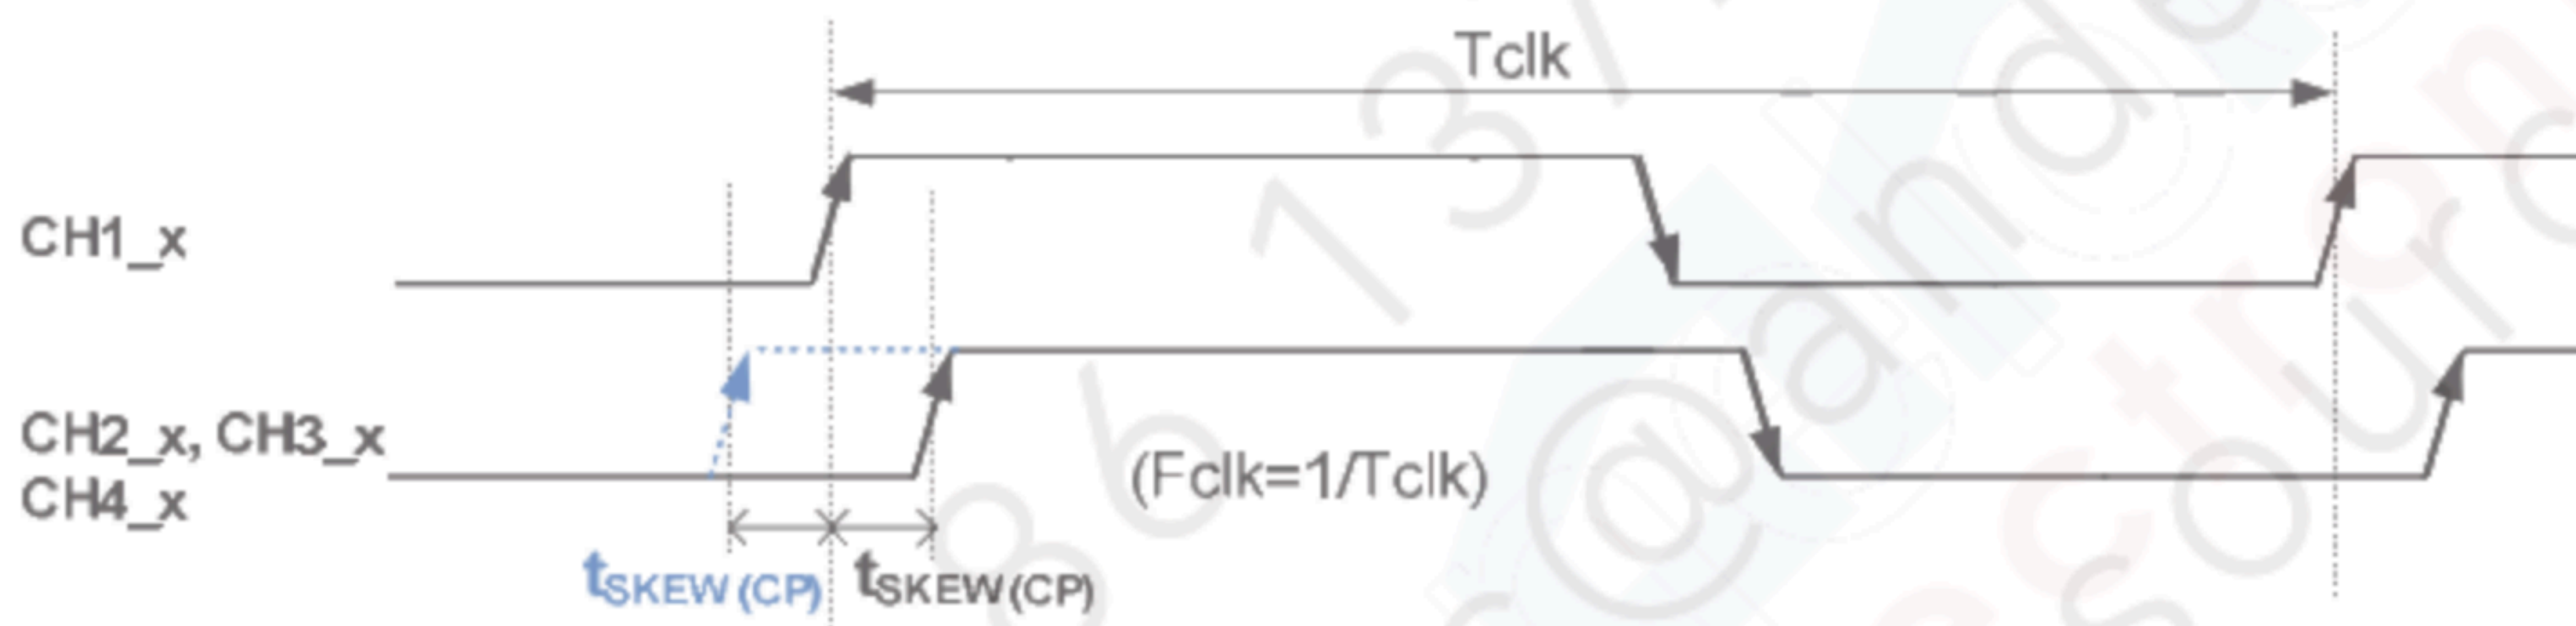 Tclk
CH1_x
CH2_x, CH3_x
CH4_x
(Fclk=1/Tclk)
tSKEW (CP)
tSKEW (CP)